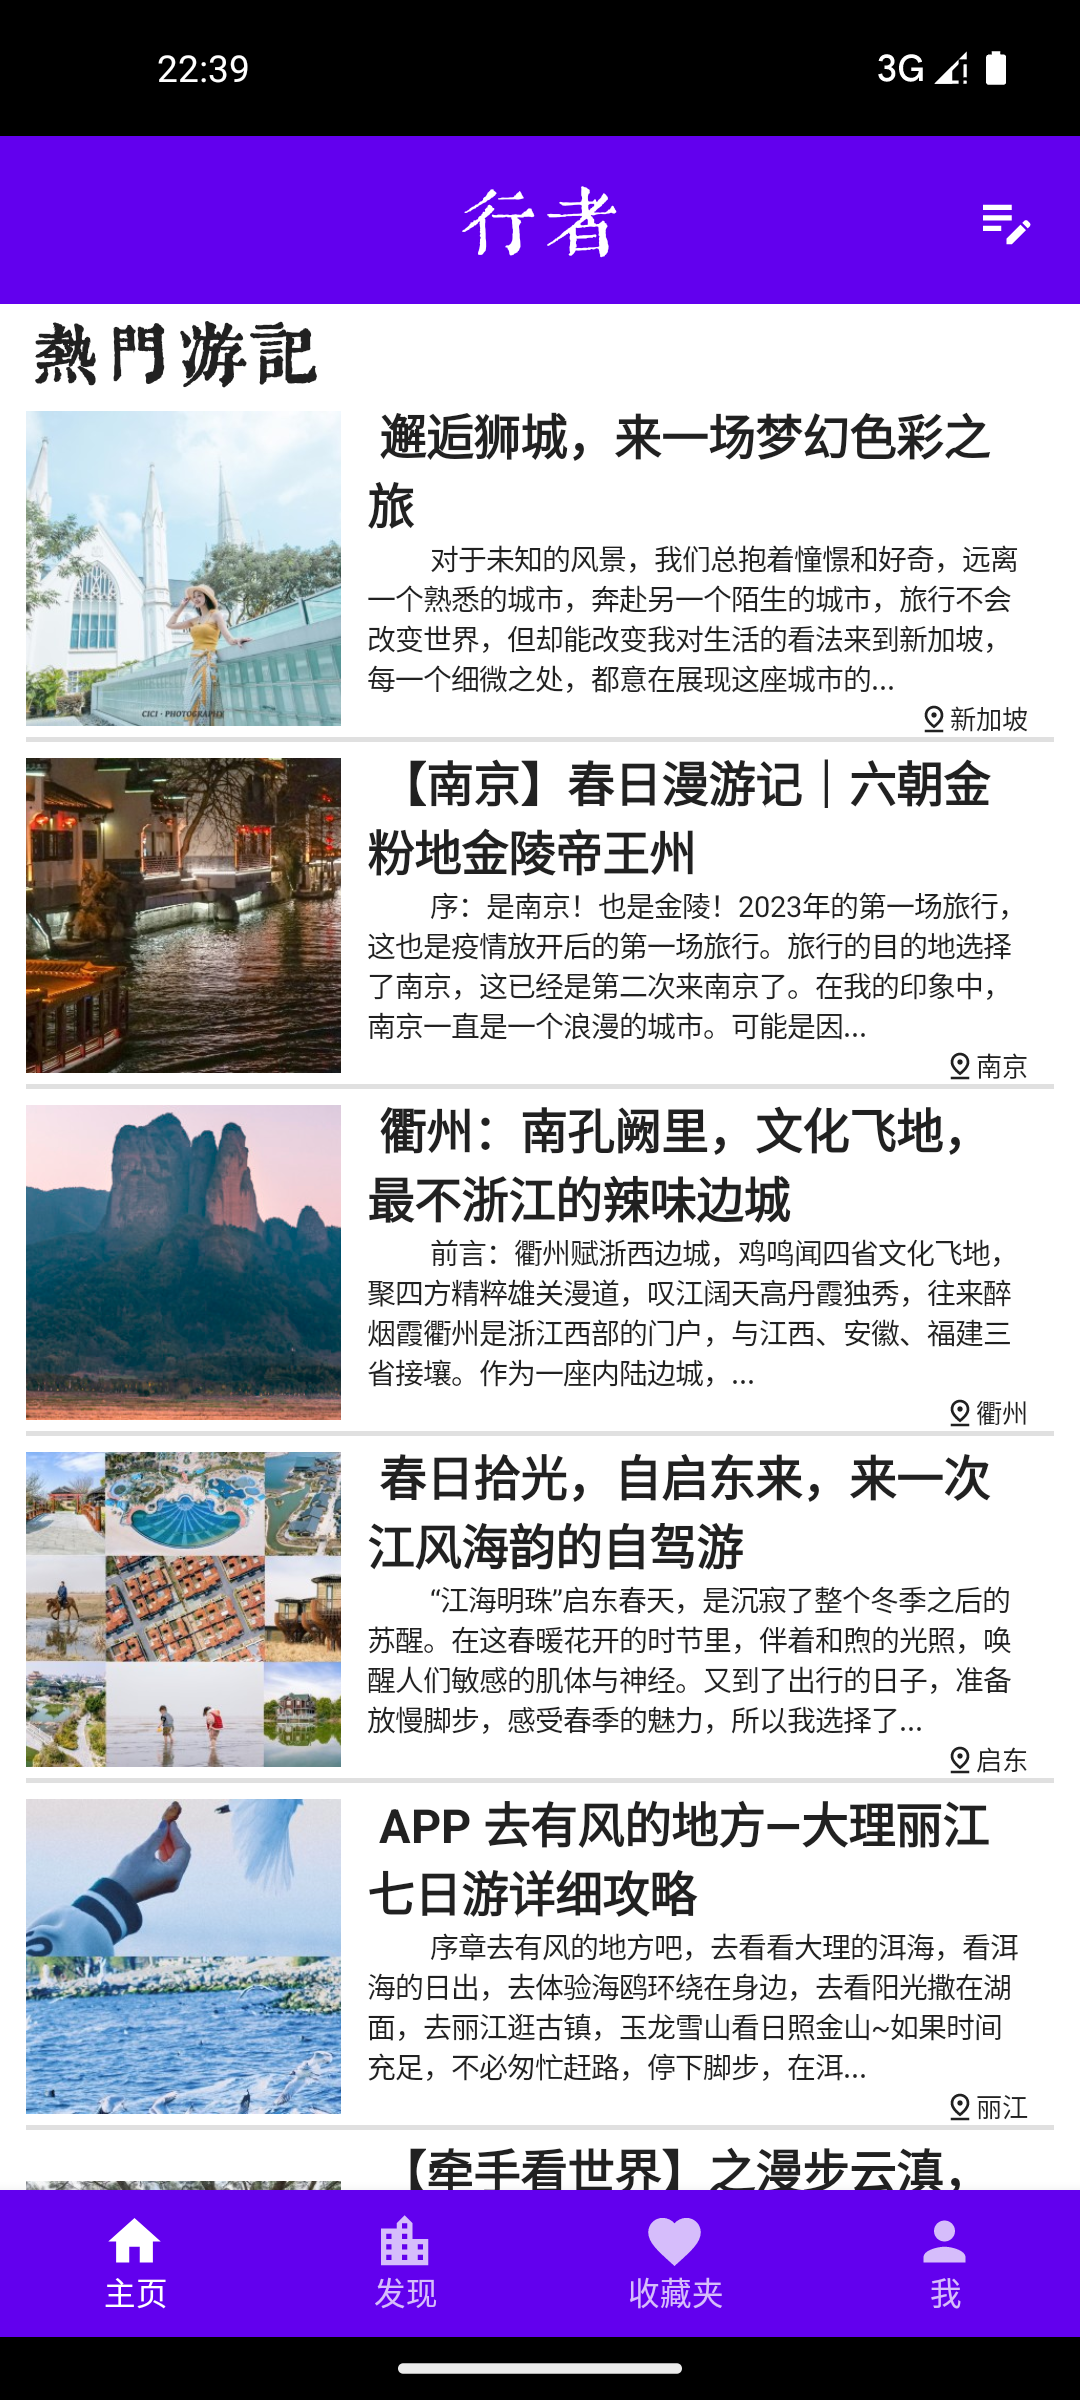 22:39
3G
行者
熱門游記
邂逅狮城，来一场梦幻色彩之
旅
对于未知的风景，我们总抱着憧憬和好奇，远离
一个熟悉的城市，奔赴另一个陌生的城市，旅行不会
改变世界，但却能改变我对生活的看法来到新加坡，
每一个细微之处，都意在展现这座城市的...
CICI · PHOTOGRAPHY
新加坡
【南京】春日漫游记｜六朝金
粉地金陵帝王州
序：是南京！也是金陵！2023年的第一场旅行，
这也是疫情放开后的第一场旅行。旅行的目的地选择
了南京，这已经是第二次来南京了。在我的印象中，
南京一直是一个浪漫的城市。可能是因...
南京
衢州：南孔阙里，文化飞地，
最不浙江的辣味边城
前言：衢州赋浙西边城，鸡鸣闻四省文化飞地，
聚四方精粹雄关漫道，叹江阔天高丹霞独秀，往来醉
烟霞衢州是浙江西部的门户，与江西、安徽、福建三
省接壤。作为一座内陆边城，...
衢州
春日拾光，自启东来，来一次
江风海韵的自驾游
“江海明珠”启东春天，是沉寂了整个冬季之后的
苏醒。在这春暖花开的时节里，伴着和煦的光照，唤
醒人们敏感的肌体与神经。又到了出行的日子，准备
放慢脚步，感受春季的魅力，所以我选择了...
启东
APP 去有风的地方—大理丽江
七日游详细攻略
序章去有风的地方吧，去看看大理的洱海，看洱
海的日出，去体验海鸥环绕在身边，去看阳光撒在湖
面，去丽江逛古镇，玉龙雪山看日照金山~如果时间
充足，不必匆忙赶路，停下脚步，在洱...
丽江
【牵手看世界】之漫步云滇，
主页
发现
收藏夹
我